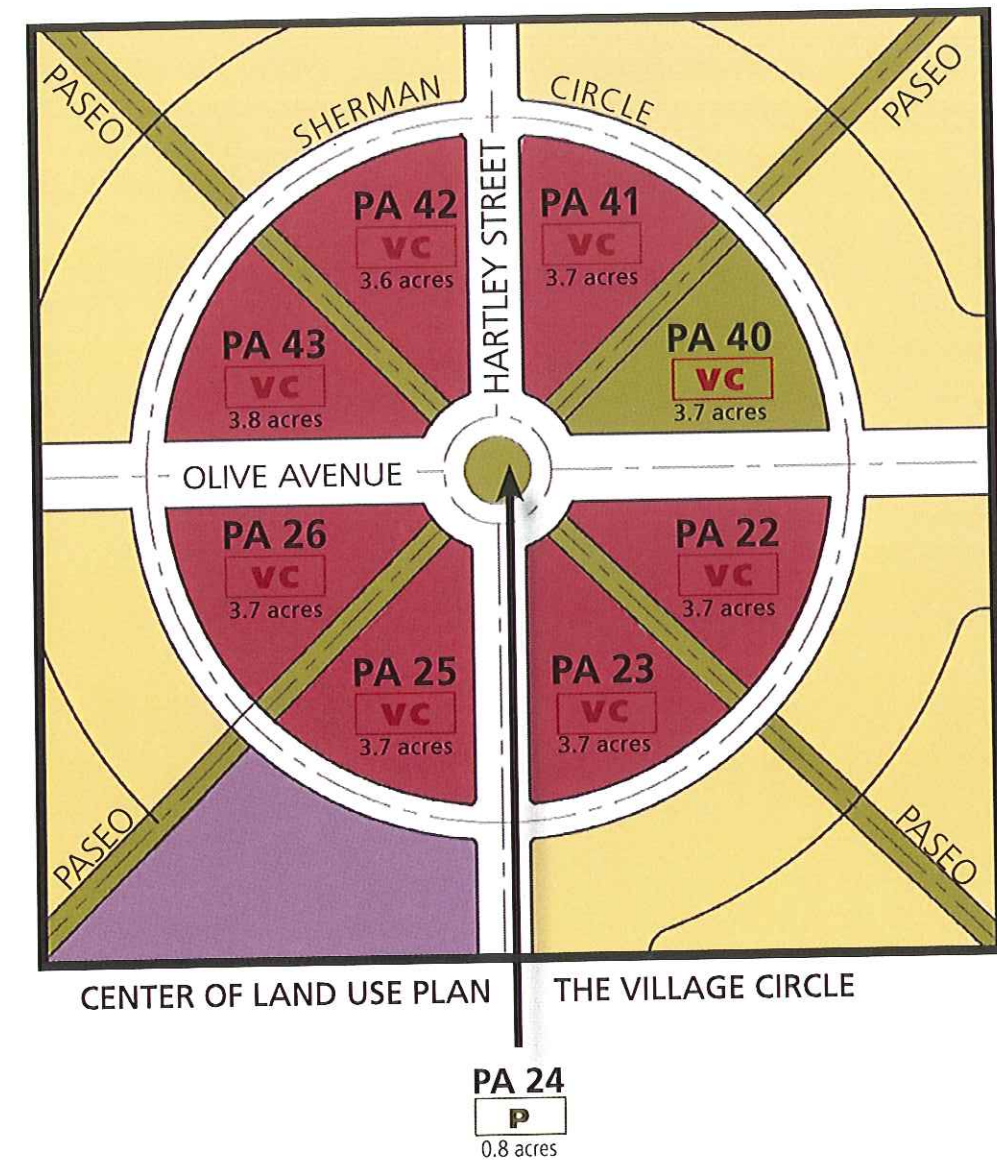 PASEO
SHERMAN CIRCLE
PASEO
HARTLEY STREET
PA 42
VC
3.6 acres
PA 41
VC
3.7 acres
PA 43
VC
3.8 acres
PA 40
VC
3.7 acres
OLIVE AVENUE
PA 26
VC
3.7 acres
PA 22
VC
3.7 acres
PA 25
VC
3.7 acres
PA 23
VC
3.7 acres
PASEO
PASEO
CENTER OF LAND USE PLAN
THE VILLAGE CIRCLE
PA 24
P
0.8 acres